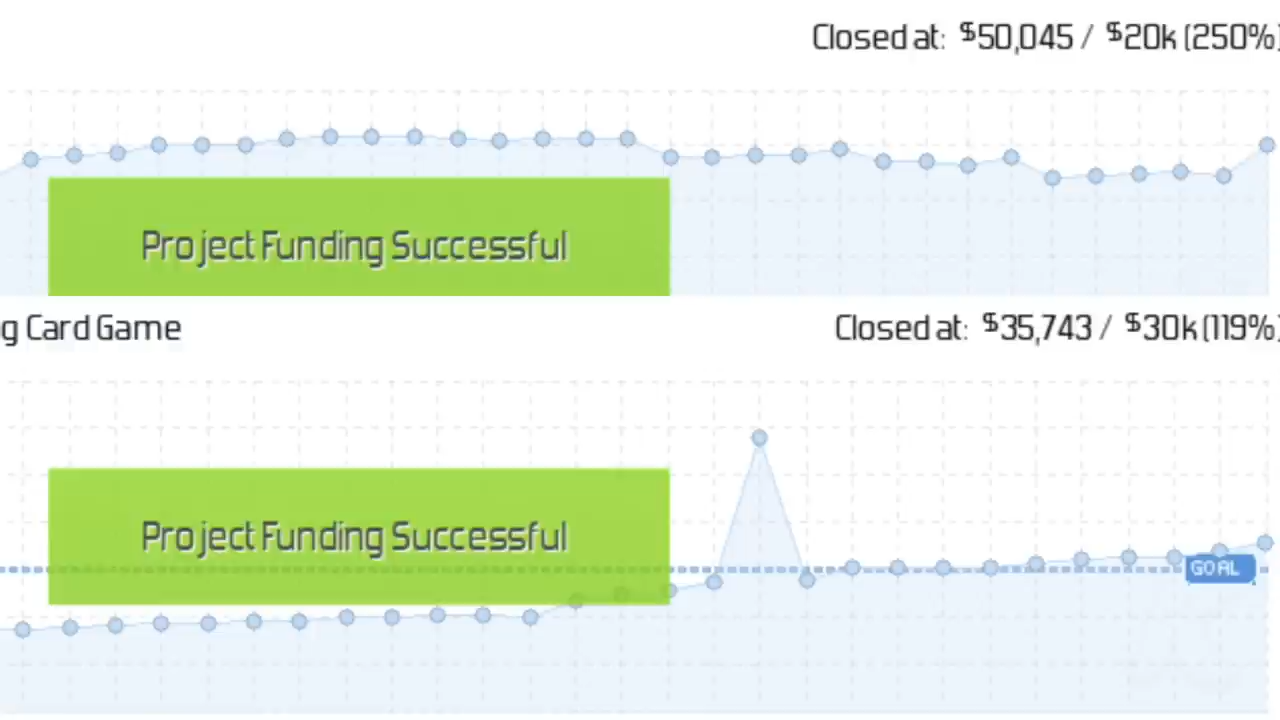 Closed at: $50,045 / $20k (250%)
Project Funding Successful
g Card Game Closed at: $35,743 / $30k (119%)
Project Funding Successful
GOAL